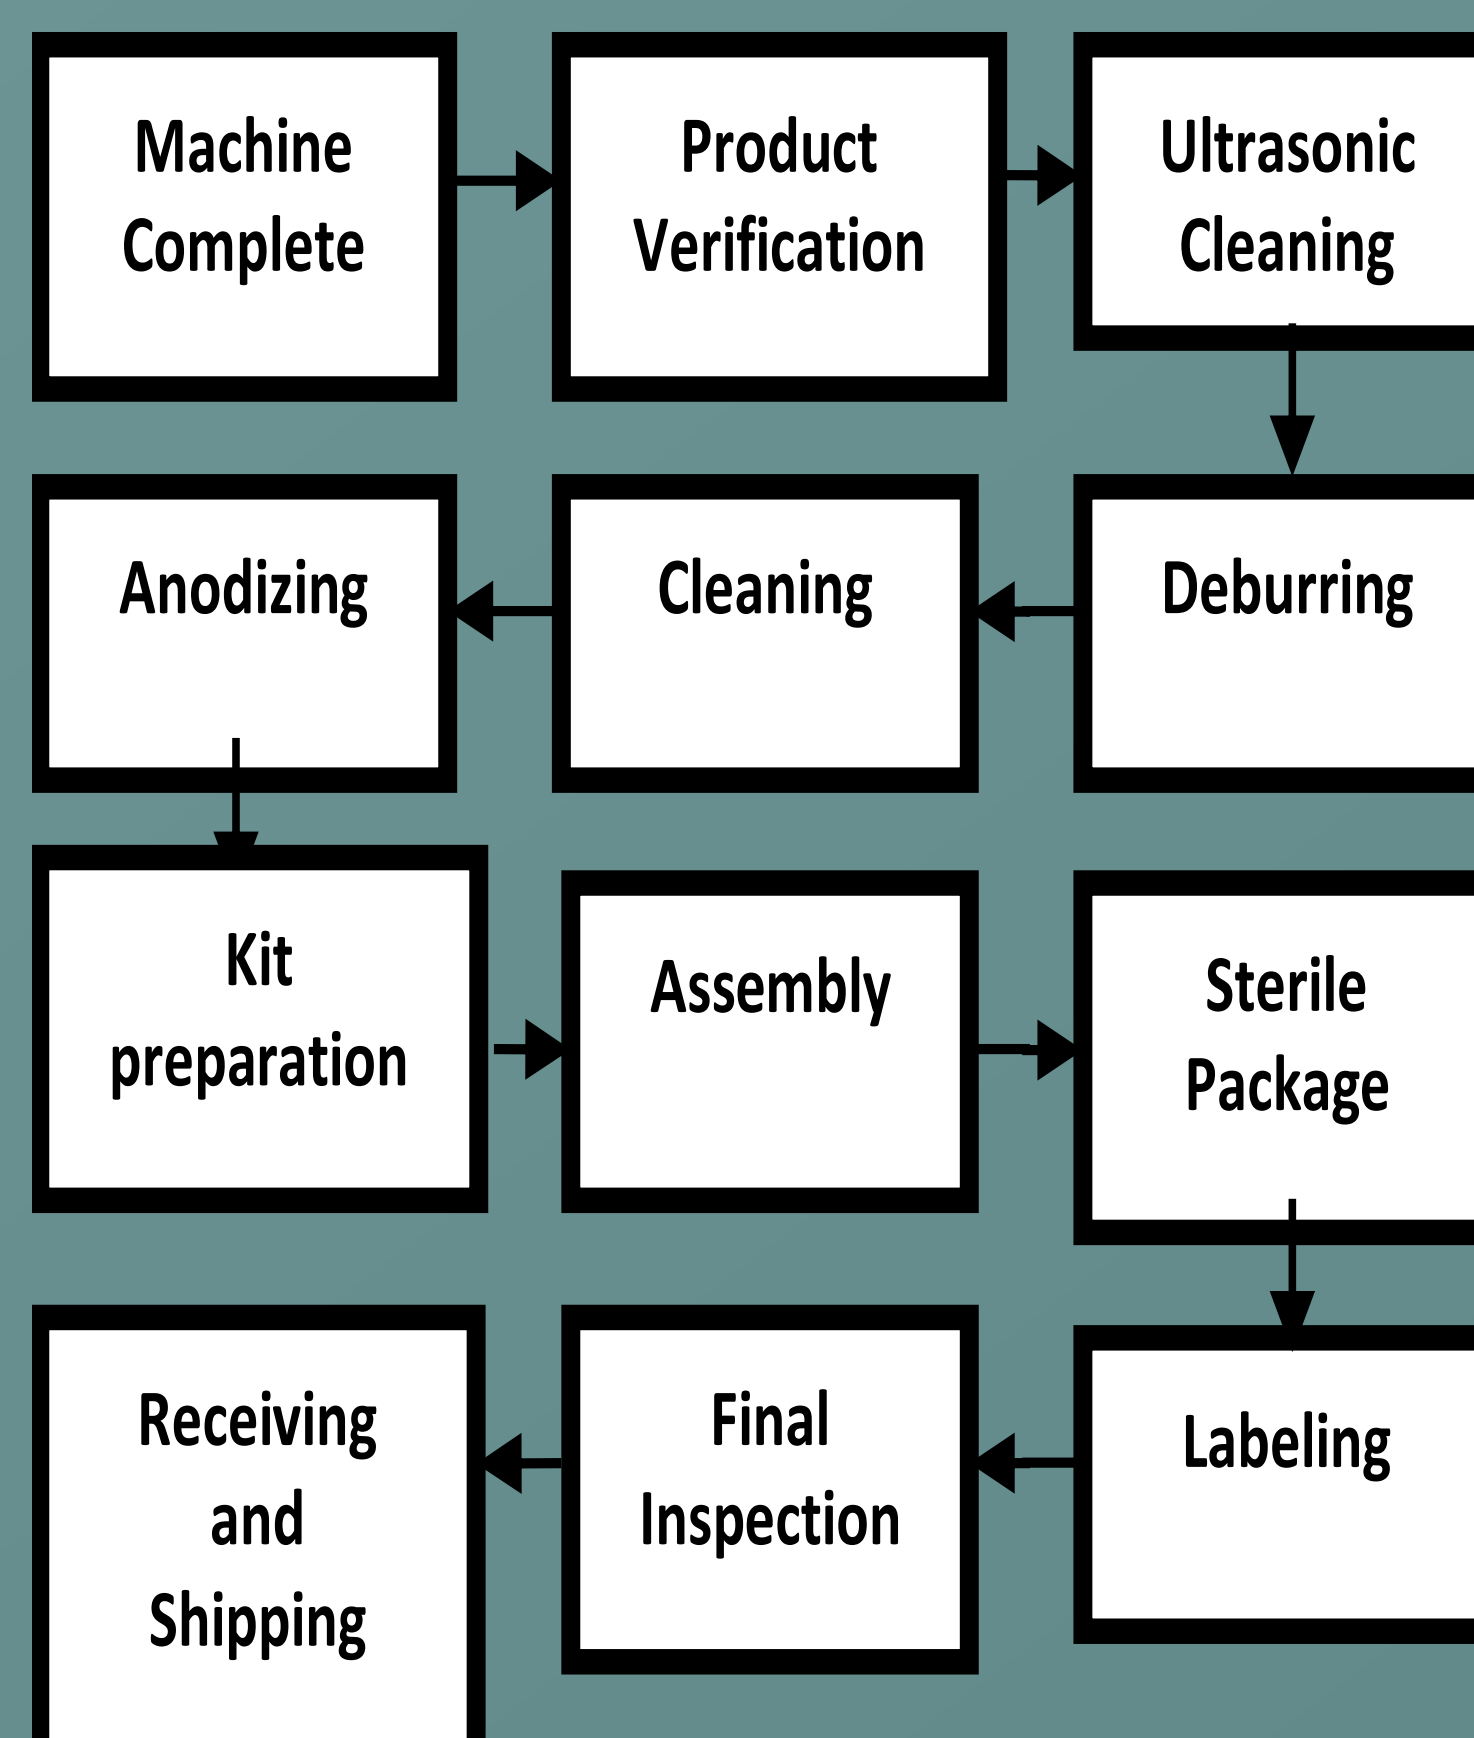 Machine
Complete
Product
Verification
Ultrasonic
Cleaning
Anodizing
Cleaning
Deburring
Kit
preparation
Assembly
Sterile
Package
Receiving
and
Shipping
Final
Inspection
Labeling